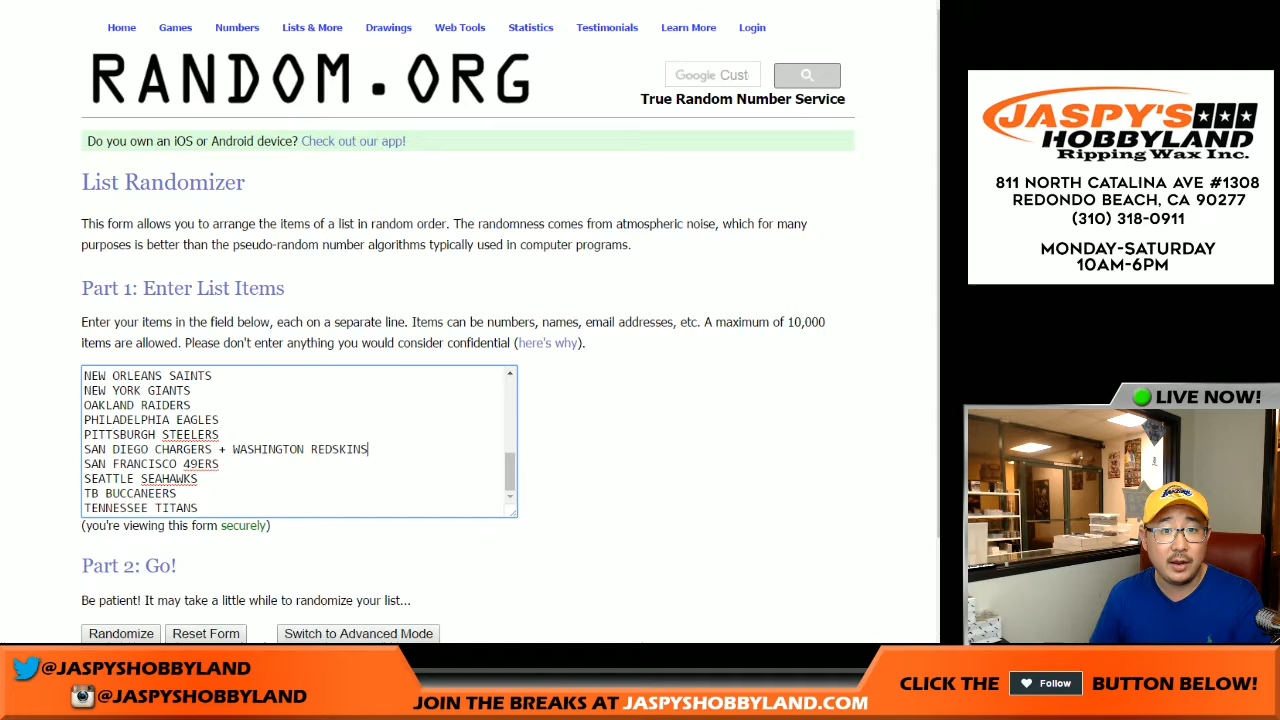 Home Games Numbers Lists & More Drawings Web Tools Statistics Testimonials Learn More Login
RANDOM.ORG
Google Cust
True Random Number Service
Do you own an iOS or Android device? Check out our app!
List Randomizer
This form allows you to arrange the items of a list in random order. The randomness comes from atmospheric noise, which for many
purposes is better than the pseudo-random number algorithms typically used in computer programs.
Part 1: Enter List Items
Enter your items in the field below, each on a separate line. Items can be numbers, names, email addresses, etc. A maximum of 10,000
items are allowed. Please don't enter anything you would consider confidential (here's why).
NEW ORLEANS SAINTS
NEW YORK GIANTS
OAKLAND RAIDERS
PHILADELPHIA EAGLES
PITTSBURGH STEELERS
SAN DIEGO CHARGERS + WASHINGTON REDSKINS
SAN FRANCISCO 49ERS
SEATTLE SEAHAWKS
TB BUCCANEERS
TENNESSEE TITANS
(you're viewing this form securely)
Part 2: Go!
Be patient! It may take a little while to randomize your list...
Randomize Reset Form Switch to Advanced Mode
JASPY'S
HOBBYLAND
Ripping Wax Inc.
811 NORTH CATALINA AVE #1308
REDONDO BEACH, CA 90277
(310) 318-0911
MONDAY-SATURDAY
10AM-6PM
LIVE NOW!
@JASPYSHOBBYLAND
@JASPYSHOBBYLAND
JOIN THE BREAKS AT JASPYSHOBBYLAND.COM
CLICK THE Follow BUTTON BELOW!